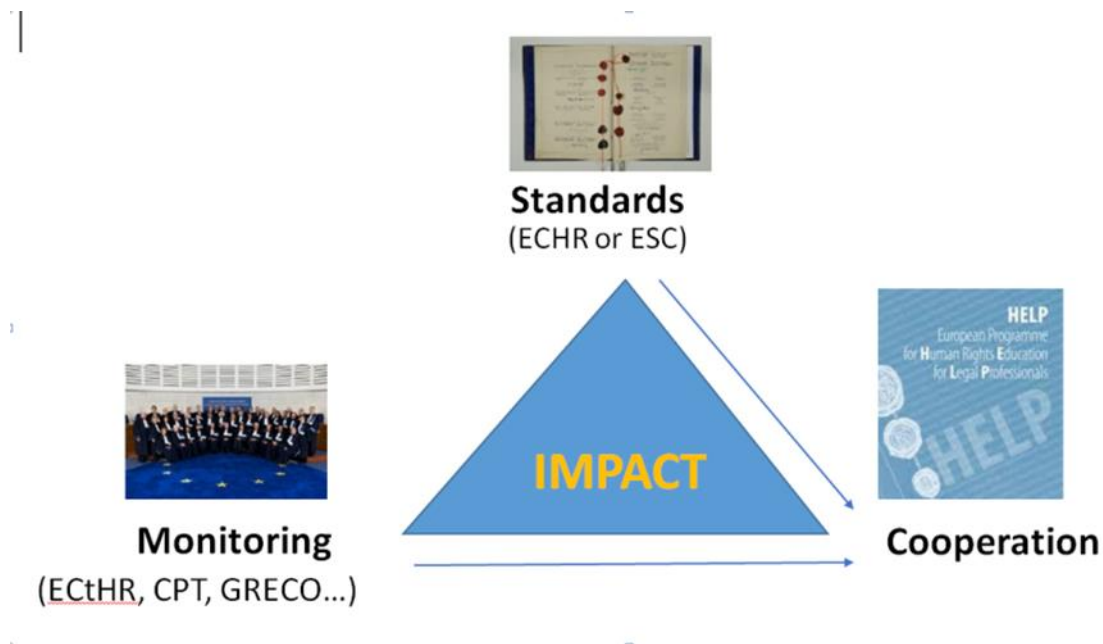 Standards
(ECHR or ESC)
HELP
European Programme
for Human Rights Education
for Legal Professionals
HELP
IMPACT
Monitoring
(ECtHR, CPT, GRECO...)
Cooperation